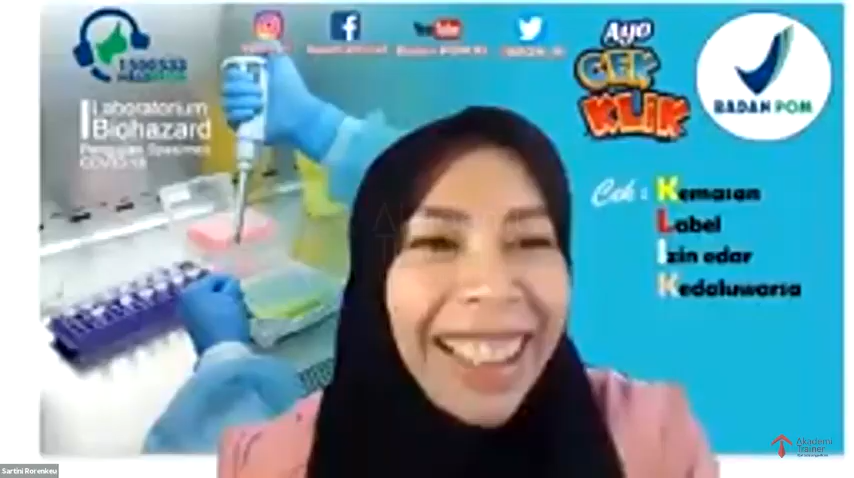 1500533
HALOBPOM
Laboratorium
Biohazard
Pengujian Spesimen
COVID-19
Ayo
CEK
KLIK
BADAN POM
Cek :
Kemasan
Label
Izin edar
Kedaluwarsa
Akademi
Trainer
Sartini Rorenkeu